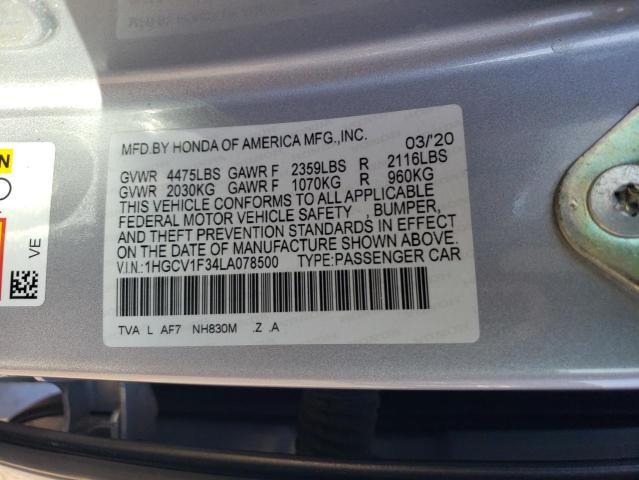 MFD.BY HONDA OF AMERICA MFG.,INC. 03/'20
GVWR 4475LBS GAWR F 2359LBS R 2116LBS
GVWR 2030KG GAWR F 1070KG R 960KG
THIS VEHICLE CONFORMS TO ALL APPLICABLE
FEDERAL MOTOR VEHICLE SAFETY , BUMPER,
AND THEFT PREVENTION STANDARDS IN EFFECT
ON THE DATE OF MANUFACTURE SHOWN ABOVE.
V.I.N.:1HGCV1F34LA078500 TYPE:PASSENGER CAR
TVA L AF7 NH830M .Z .A
VE